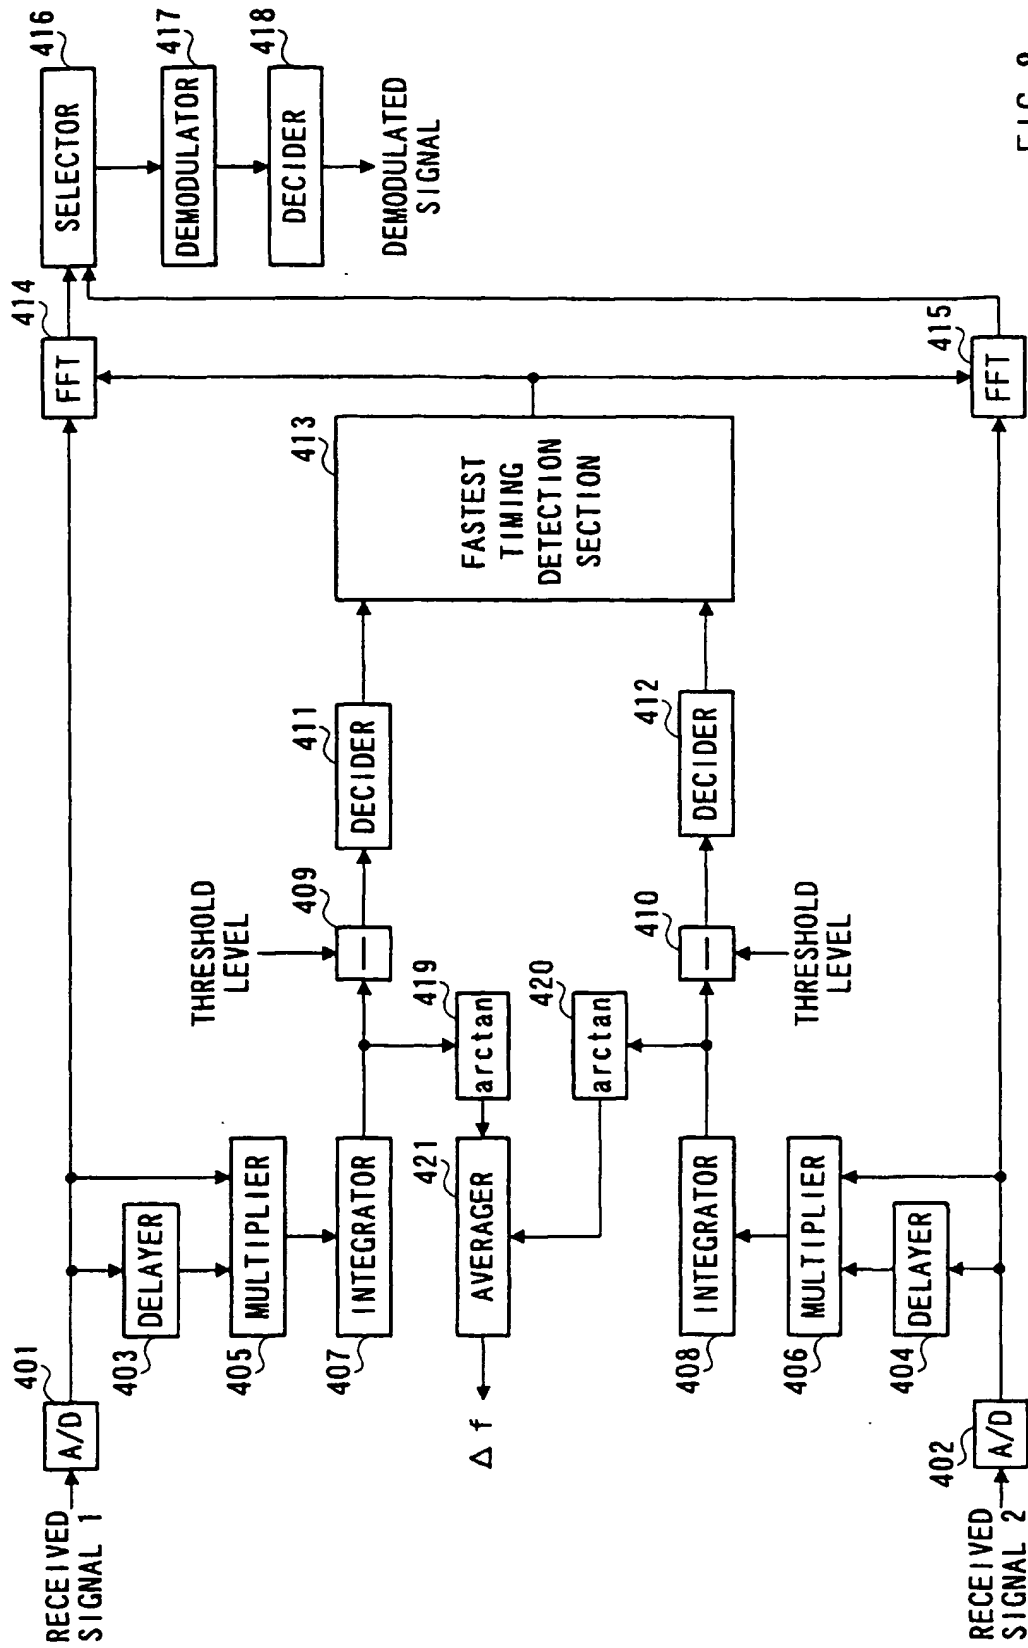 RECEIVED
SIGNAL 1
A/D
401
DELAYER
403
MULTIPLIER
405
INTEGRATOR
407
THRESHOLD
LEVEL
409
—
DECIDER
411
arctan
419
AVERAGER
421
Δf
arctan
420
FASTEST
TIMING
DETECTION
SECTION
413
FFT
414
SELECTOR
416
DEMODULATOR
417
DECIDER
418
DEMODULATED
SIGNAL
INTEGRATOR
408
MULTIPLIER
406
DELAYER
404
—
410
THRESHOLD
LEVEL
DECIDER
412
RECEIVED
SIGNAL 2
A/D
402
FFT
415
FIG